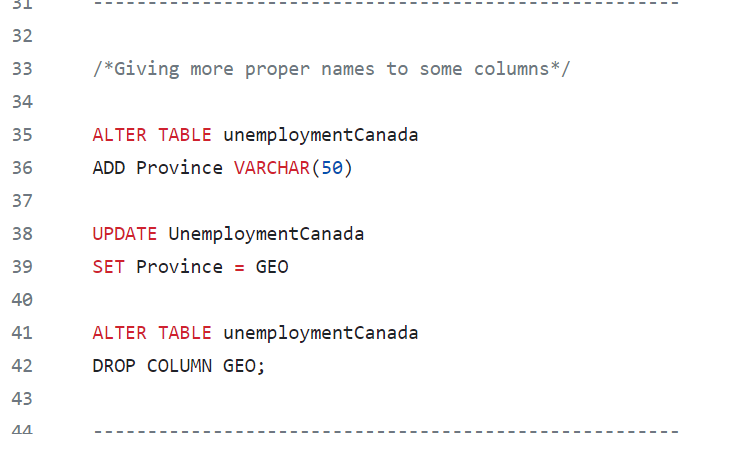 31 -------------------------------------------------------
32
33 /*Giving more proper names to some columns*/
34
35 ALTER TABLE unemploymentCanada
36 ADD Province VARCHAR(50)
37
38 UPDATE UnemploymentCanada
39 SET Province = GEO
40
41 ALTER TABLE unemploymentCanada
42 DROP COLUMN GEO;
43
44 -------------------------------------------------------